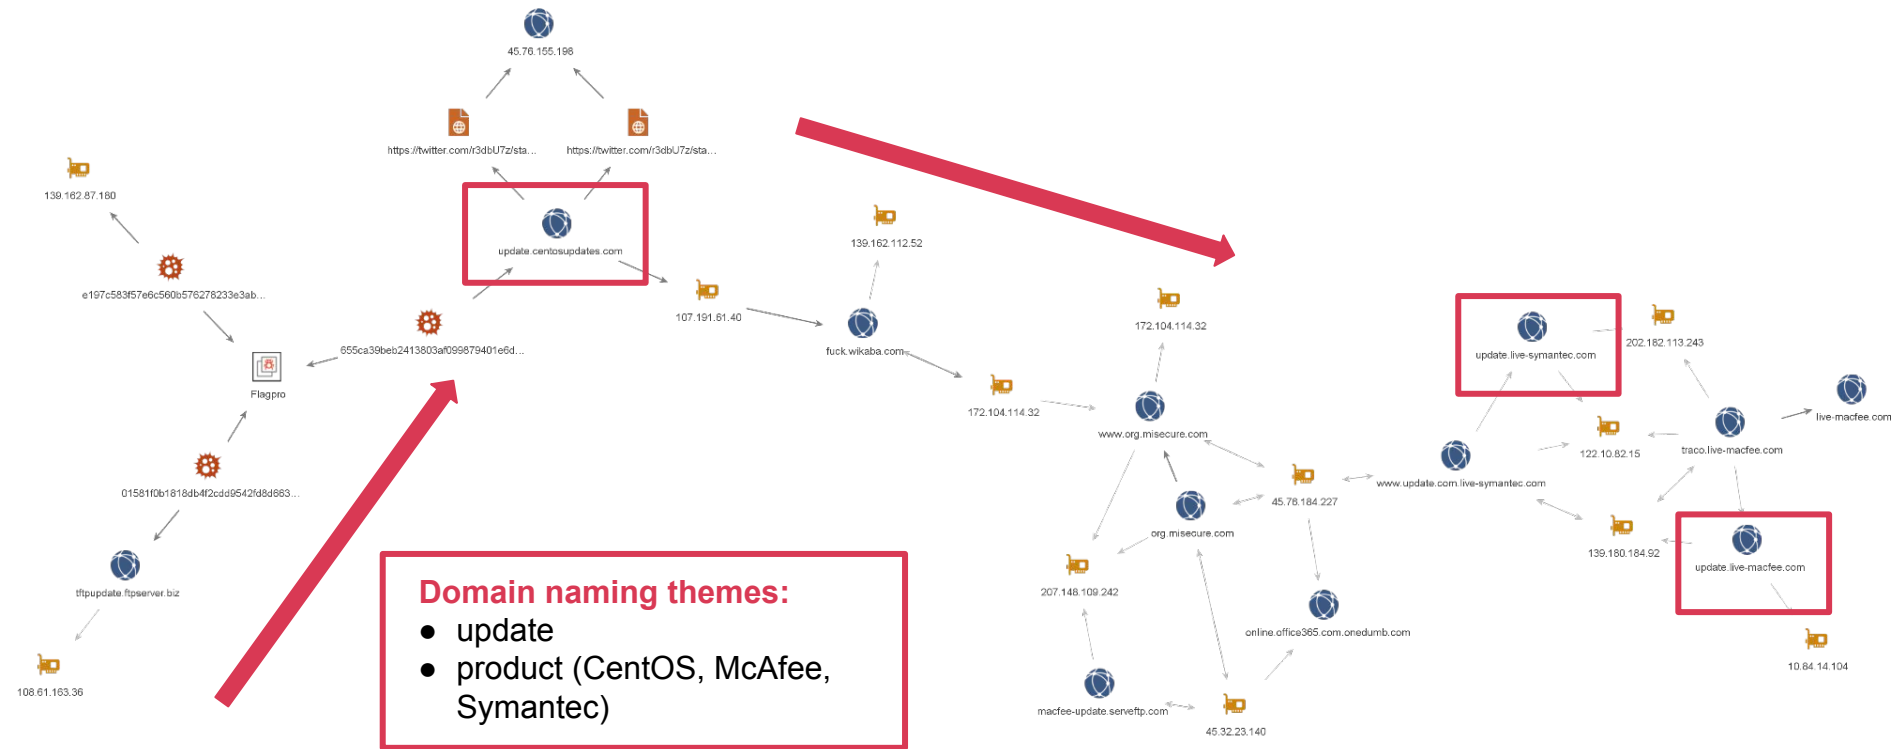 45.76.155.198
https://twitter.com/r3dbU7z/sta...
https://twitter.com/r3dbU7z/sta...
139.162.87.180
update.centosupdates.com
139.162.112.52
e197c583f57e6c560b576278233e3ab...
107.191.61.40
172.104.114.32
655ca39beb2413803af099879401e6d...
fuck.wikaba.com
update.live-symantec.com
202.182.113.243
Flagpro
172.104.114.32
live-macfee.com
www.org.misecure.com
122.10.82.15
traco.live-macfee.com
01581f0b1818db4f2cdd9542fd8d663...
www.update.com.live-symantec.com
45.76.184.227
org.misecure.com
139.180.184.92
update.live-macfee.com
tftpupdate.ftpserver.biz
207.148.109.242
online.office365.com.onedumb.com
10.84.14.104
108.61.163.36
macfee-update.serveftp.com
45.32.23.140
Domain naming themes:
● update
● product (CentOS, McAfee,
Symantec)